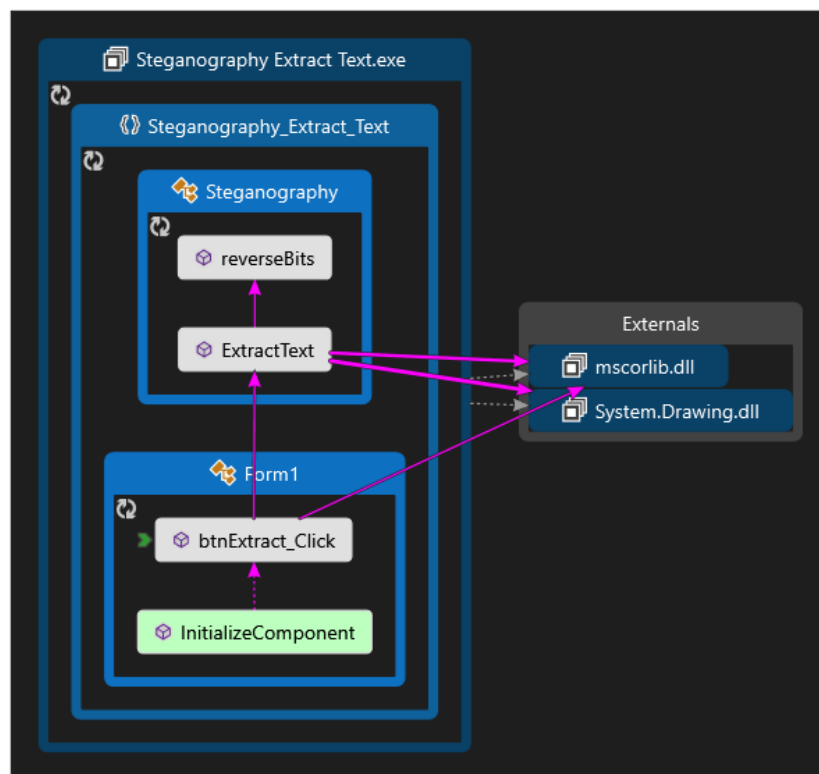 Steganography Extract Text.exe
Steganography_Extract_Text
Steganography
reverseBits
ExtractText
Externals
mscorlib.dll
System.Drawing.dll
Form1
btnExtract_Click
InitializeComponent